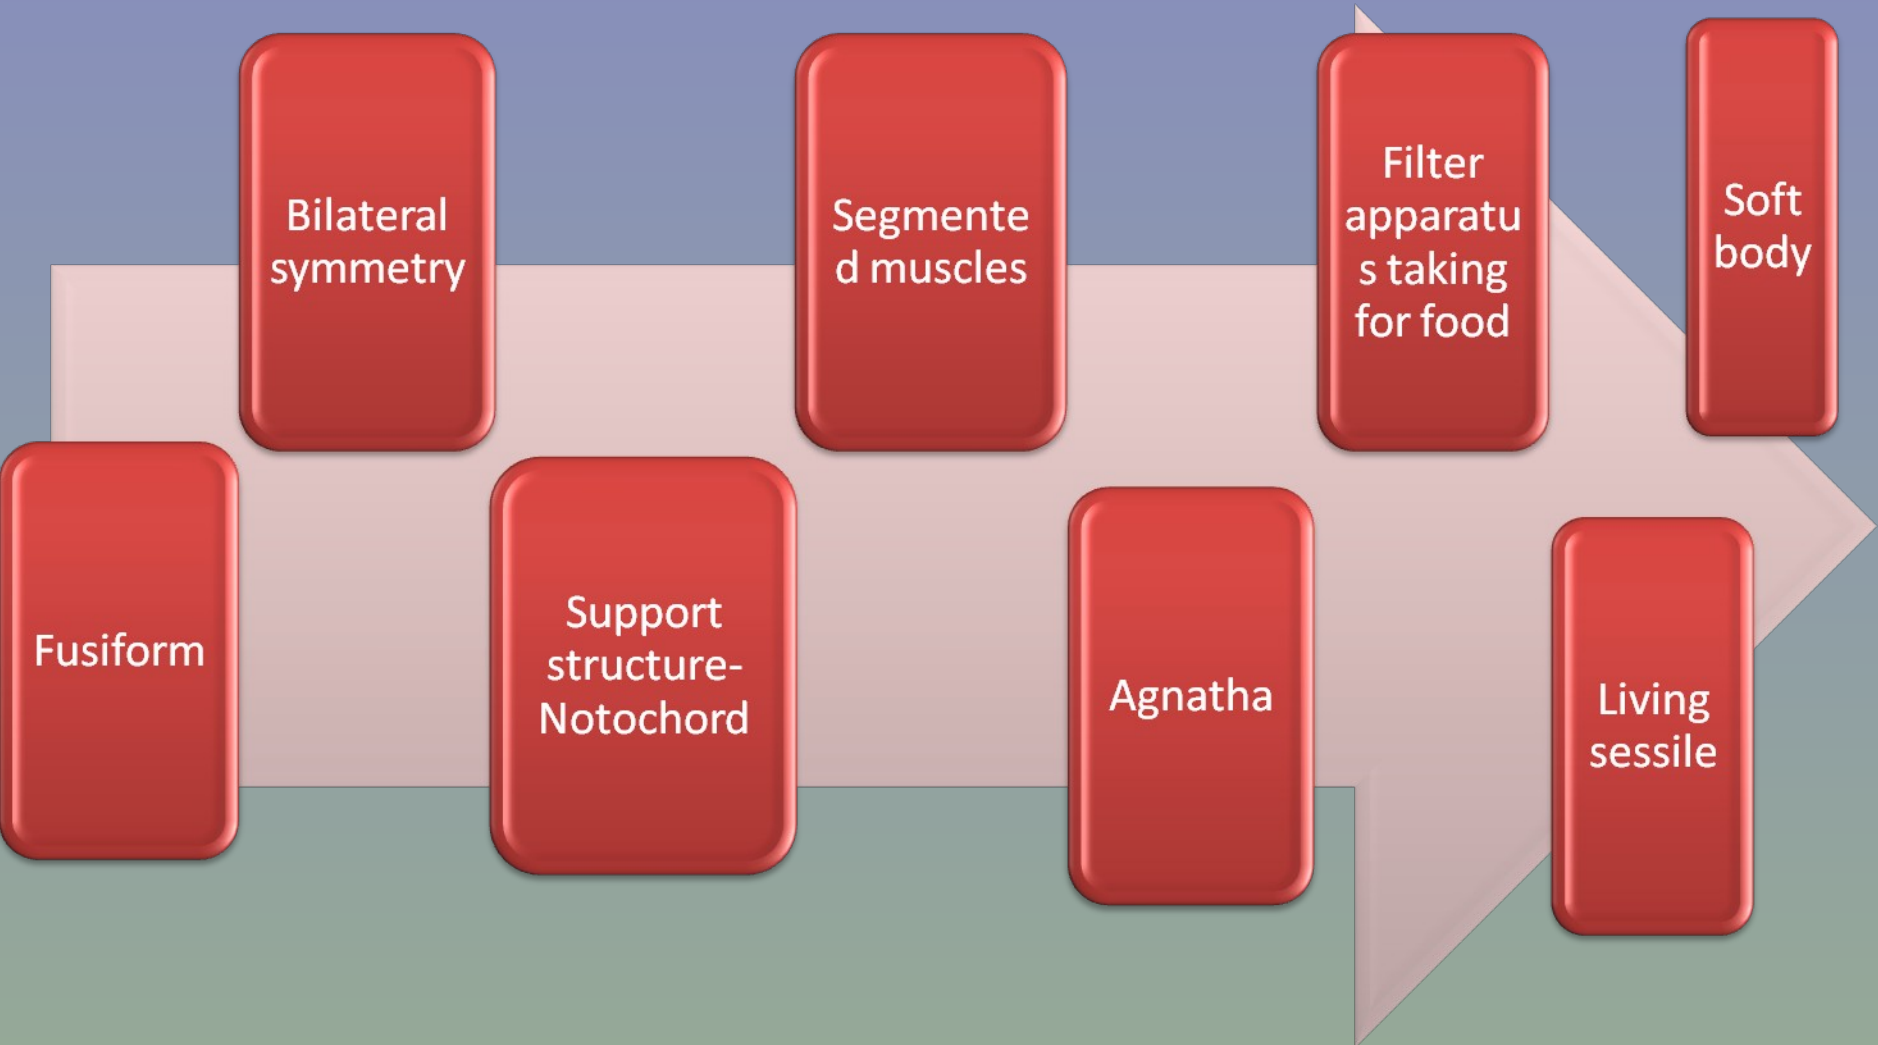 Fusiform
Bilateral
symmetry
Support
structure-
Notochord
Segmente
d muscles
Agnatha
Filter
apparatu
s taking
for food
Living
sessile
Soft
body